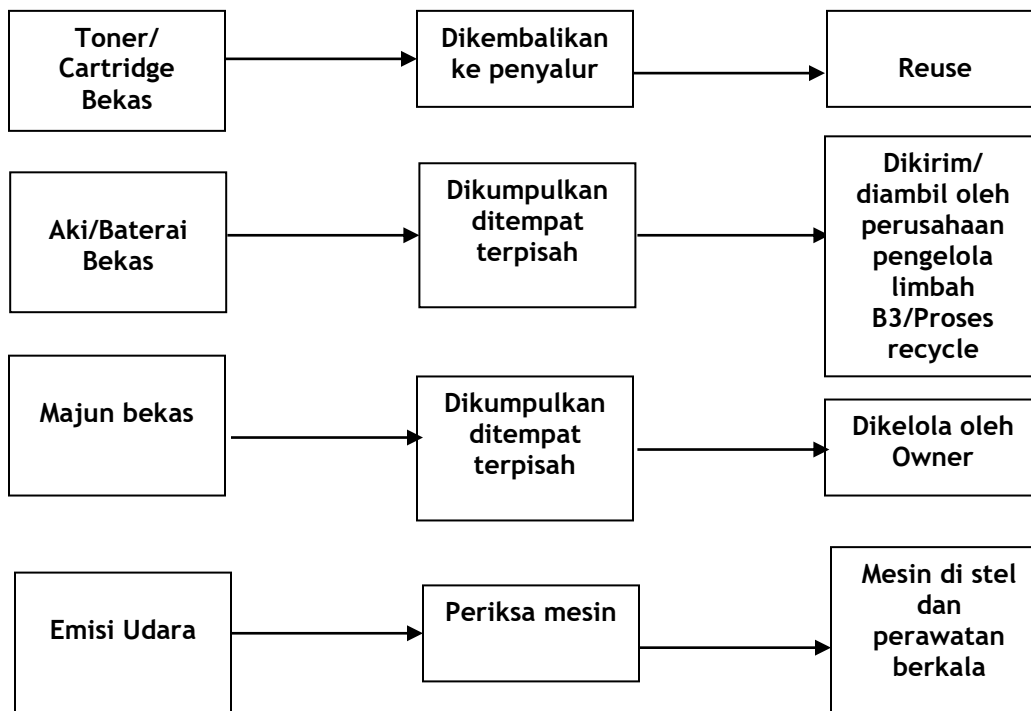 Toner/
Cartridge
Bekas
Dikembalikan
ke penyalur
Reuse
Aki/Baterai
Bekas
Dikumpulkan
ditempat
terpisah
Dikirim/
diambil oleh
perusahaan
pengelola
limbah
B3/Proses
recycle
Majun bekas
Dikumpulkan
ditempat
terpisah
Dikelola oleh
Owner
Emisi Udara
Periksa mesin
Mesin di stel
dan
perawatan
berkala